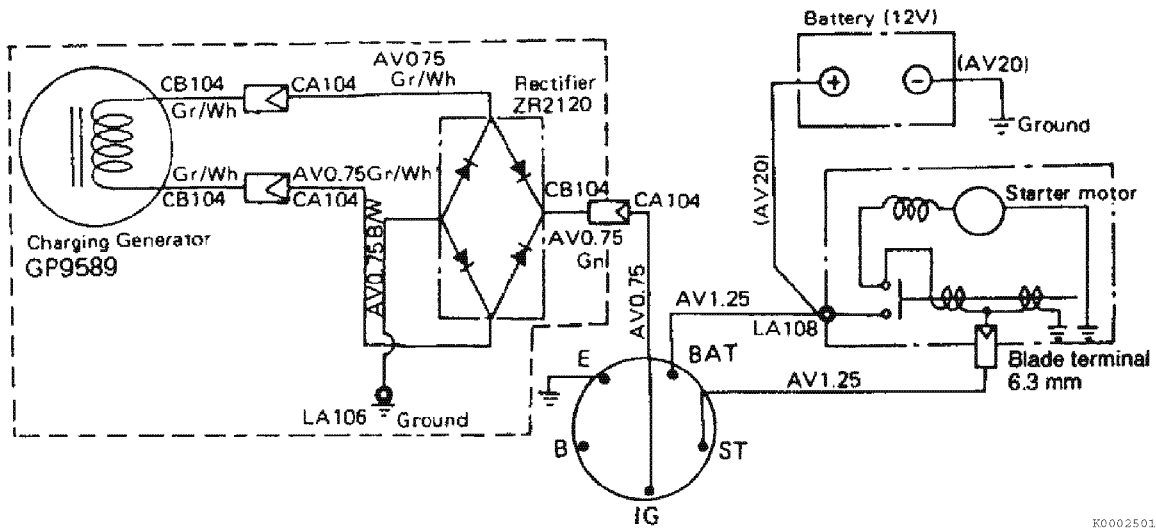 Battery (12V)
AV075
Gr/Wh
CB104
CA104
Gr/Wh
Rectifier
ZR2120
(AV20)
Ground
Gr/Wh
AV0.75Gr/Wh
CB104
CA104
CB104
CA104
AV0.75
Gn
(AV20)
Starter motor
Charging Generator
GP9589
AV0.75 B/W
AV0.75
AV1.25
LA108
E
BAT
Blade terminal
6.3 mm
AV1.25
LA106
Ground
B
ST
IG
K0002501